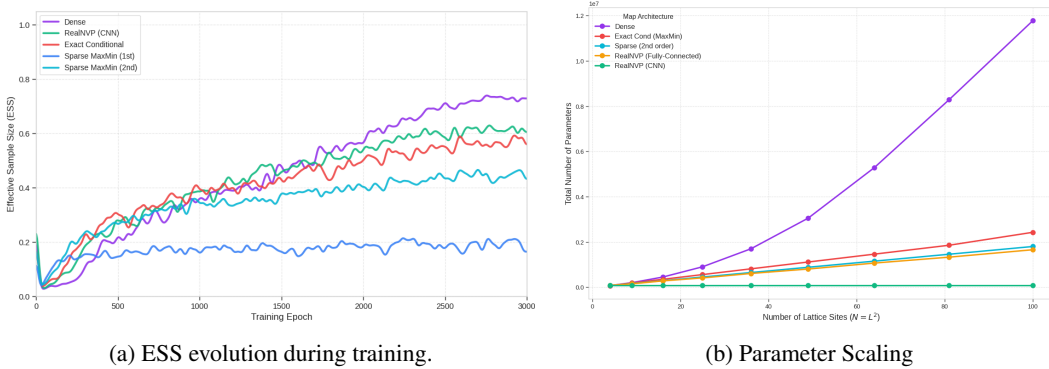 Dense
RealNVP (CNN)
Exact Conditional
Sparse MaxMin (1st)
Sparse MaxMin (2nd)
Effective Sample Size (ESS)
1.0
0.8
0.6
0.4
0.2
0.0
0
500
1000
1500
2000
2500
3000
Training Epoch
(a) ESS evolution during training.
1e7
Map Architecture
Dense
Exact Cond (MaxMin)
Sparse (2nd order)
RealNVP (Fully-Connected)
RealNVP (CNN)
Total Number of Parameters
1.2
1.0
0.8
0.6
0.4
0.2
0.0
0
20
40
60
80
100
Number of Lattice Sites (N = L²)
(b) Parameter Scaling